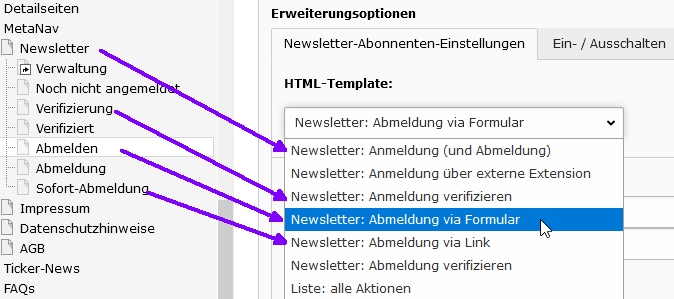 Detailseiten
MetaNav
Newsletter
Verwaltung
Noch nicht angemeldet
Verifizierung
Verifiziert
Abmelden
Abmeldung
Sofort-Abmeldung
Impressum
Datenschutzhinweise
AGB
Ticker-News
FAQs
Erweiterungsoptionen
Newsletter-Abonnenten-Einstellungen
Ein- / Ausschalten
HTML-Template:
Newsletter: Abmeldung via Formular
Newsletter: Anmeldung (und Abmeldung)
Newsletter: Anmeldung über externe Extension
Newsletter: Anmeldung verifizieren
Newsletter: Abmeldung via Formular
Newsletter: Abmeldung via Link
Newsletter: Abmeldung verifizieren
Liste: alle Aktionen